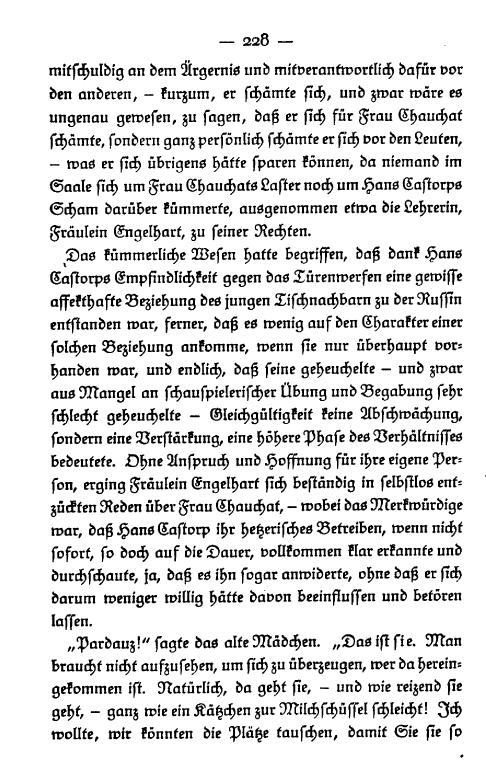 — 228 —
mitſchuldig an dem Ärgernis und mitverantwortlich dafür vor
den anderen, – kurzum, er ſchämte ſich, und zwar wäre es
ungenau geweſen, zu ſagen, daß er ſich für Frau Chauchat
ſchämte, ſondern ganz perſönlich ſchämte er ſich vor den Leuten,
– was er ſich übrigens hätte ſparen können, da niemand im
Saale ſich um Frau Chauchats Laſter noch um Hans Caſtorps
Scham darüber kümmerte, ausgenommen etwa die Lehrerin,
Fräulein Engelhart, zu ſeiner Rechten.
Das kümmerliche Weſen hatte begriffen, daß dank Hans
Caſtorps Empfindlichkeit gegen das Türenwerfen eine gewiſſe
affekthafte Beziehung des jungen Tiſchnachbarn zu der Ruſſin
entſtanden war, ferner, daß es wenig auf den Charakter einer
ſolchen Beziehung ankomme, wenn ſie nur überhaupt vor⸗
handen war, und endlich, daß ſeine geheuchelte – und zwar
aus Mangel an ſchauſpieleriſcher Übung und Begabung ſehr
ſchlecht geheuchelte – Gleichgültigkeit keine Abſchwächung,
ſondern eine Verſtärkung, eine höhere Phaſe des Verhältniſſes
bedeutete. Ohne Anſpruch und Hoffnung für ihre eigene Per⸗
ſon, erging Fräulein Engelhart ſich beſtändig in ſelbſtlos ent⸗
zückten Reden über Frau Chauchat, – wobei das Merkwürdige
war, daß Hans Caſtorp ihr hetzeriſches Betreiben, wenn nicht
ſofort, ſo doch auf die Dauer, vollkommen klar erkannte und
durchſchaute, ja, daß es ihn ſogar anwiderte, ohne daß er ſich
darum weniger willig hätte davon beeinfluſſen und betören
laſſen.
„Pardauz!“ ſagte das alte Mädchen. „Das iſt ſie. Man
braucht nicht aufzuſehen, um ſich zu überzeugen, wer da herein⸗
gekommen iſt. Natürlich, da geht ſie, – und wie reizend ſie
geht, – ganz wie ein Kätzchen zur Milchſchüſſel ſchleicht! Ich
wollte, wir könnten die Plätze tauſchen, damit Sie ſie ſo